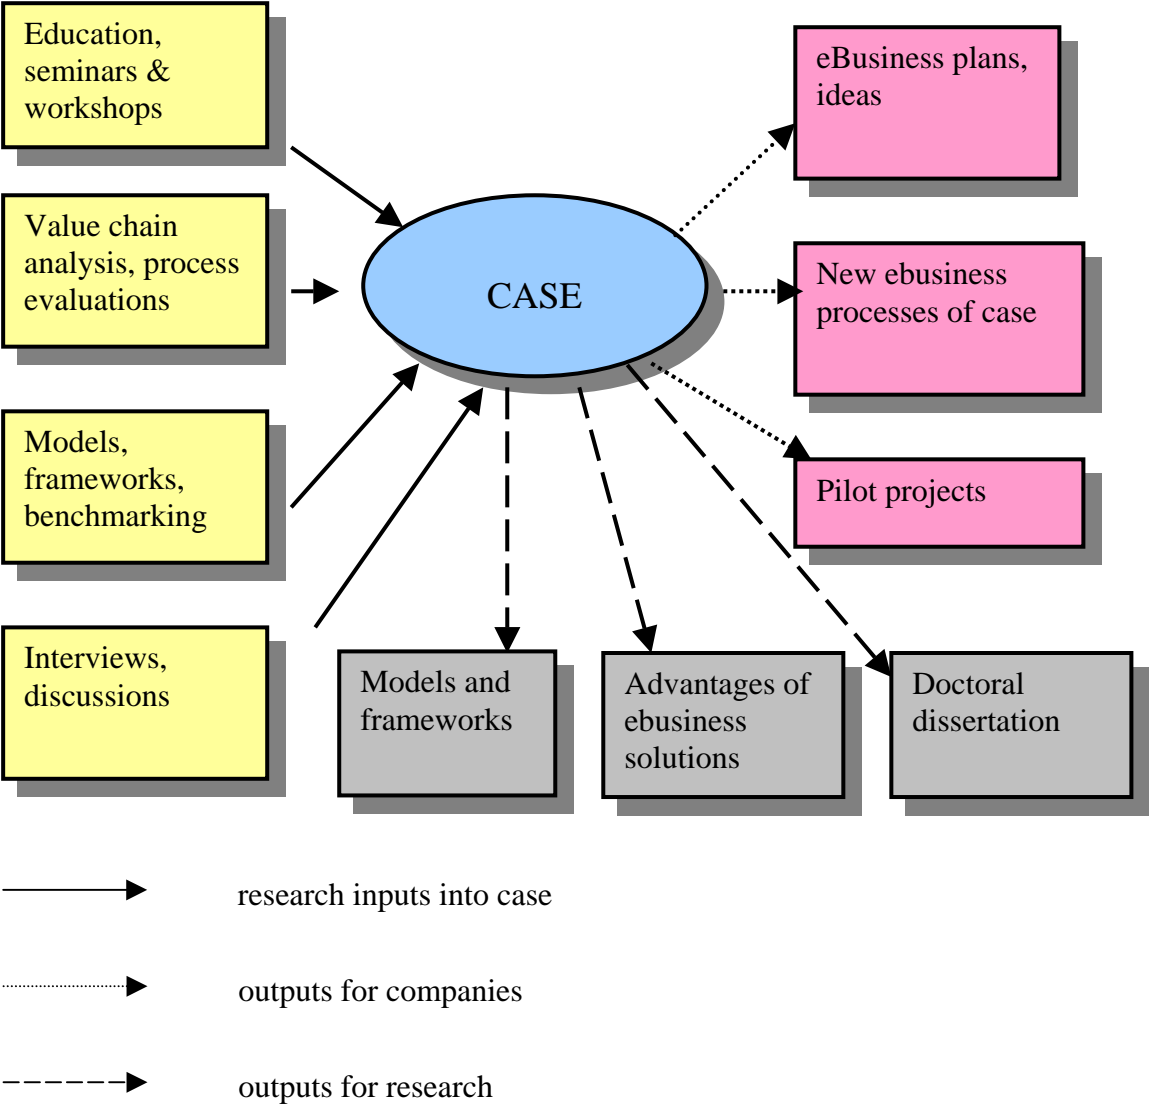 Education,
seminars &
workshops
Value chain
analysis, process
evaluations
Models,
frameworks,
benchmarking
Interviews,
discussions
CASE
eBusiness plans,
ideas
New ebusiness
processes of case
Pilot projects
Models and
frameworks
Advantages of
ebusiness
solutions
Doctoral
dissertation
research inputs into case
outputs for companies
outputs for research